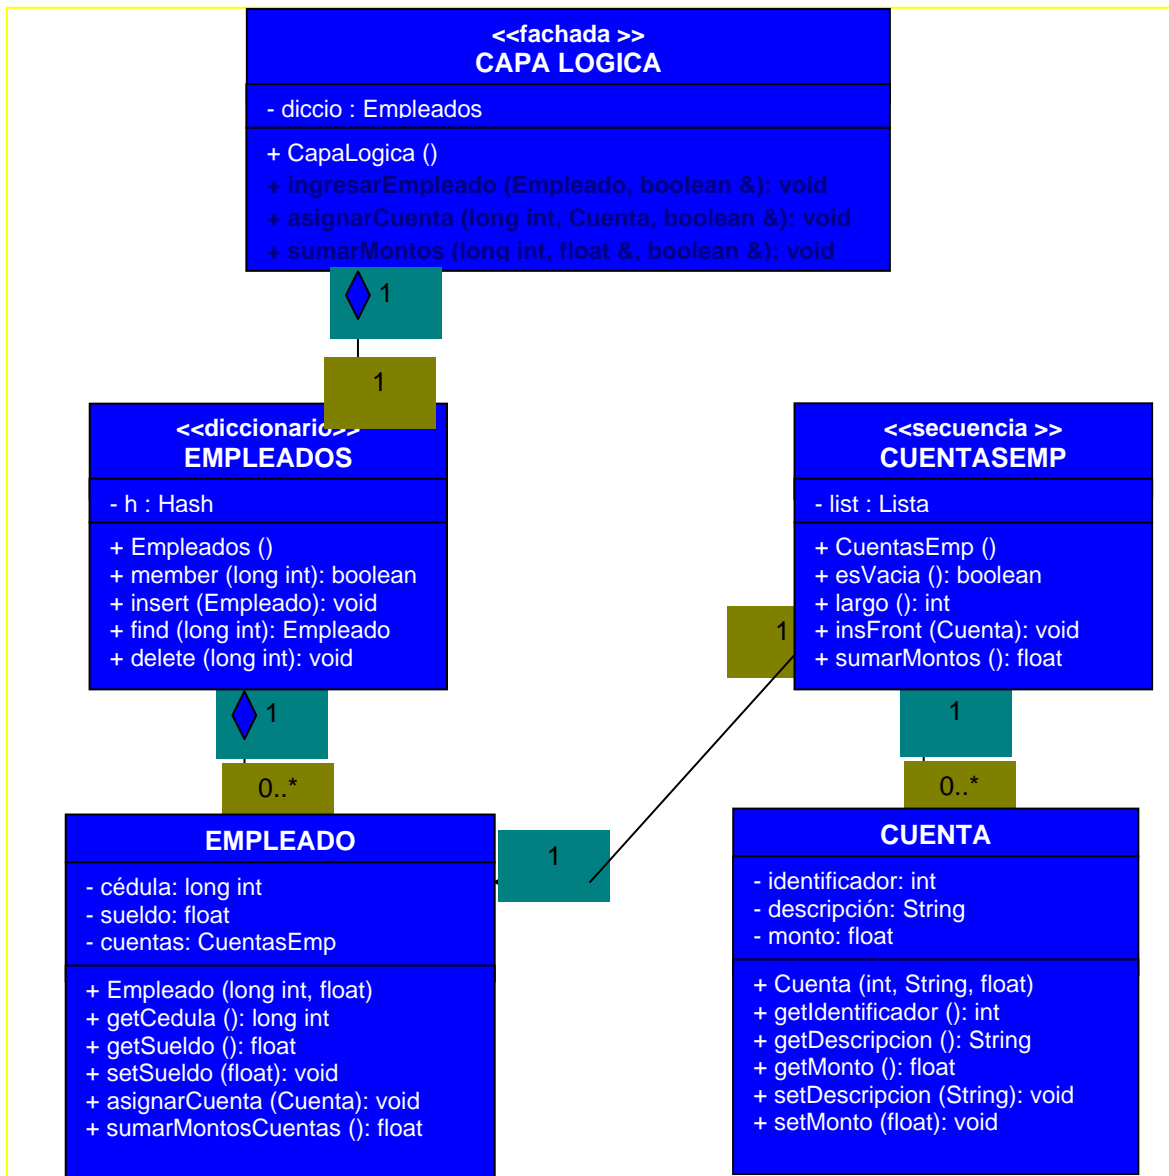 <<fachada >>
CAPA LOGICA
- diccio : Empleados
+ CapaLogica ()
+ ingresarEmpleado (Empleado, boolean &): void
+ asignarCuenta (long int, Cuenta, boolean &): void
+ sumarMontos (long int, float &, boolean &): void
1
1
<<diccionario>>
EMPLEADOS
- h : Hash
+ Empleados ()
+ member (long int): boolean
+ insert (Empleado): void
+ find (long int): Empleado
+ delete (long int): void
1
0..*
<<secuencia >>
CUENTASEMP
- list : Lista
+ CuentasEmp ()
+ esVacia (): boolean
+ largo (): int
+ insFront (Cuenta): void
+ sumarMontos (): float
1
1
0..*
EMPLEADO
- cédula: long int
- sueldo: float
- cuentas: CuentasEmp
+ Empleado (long int, float)
+ getCedula (): long int
+ getSueldo (): float
+ setSueldo (float): void
+ asignarCuenta (Cuenta): void
+ sumarMontosCuentas (): float
1
CUENTA
- identificador: int
- descripción: String
- monto: float
+ Cuenta (int, String, float)
+ getIdentificador (): int
+ getDescripcion (): String
+ getMonto (): float
+ setDescripcion (String): void
+ setMonto (float): void